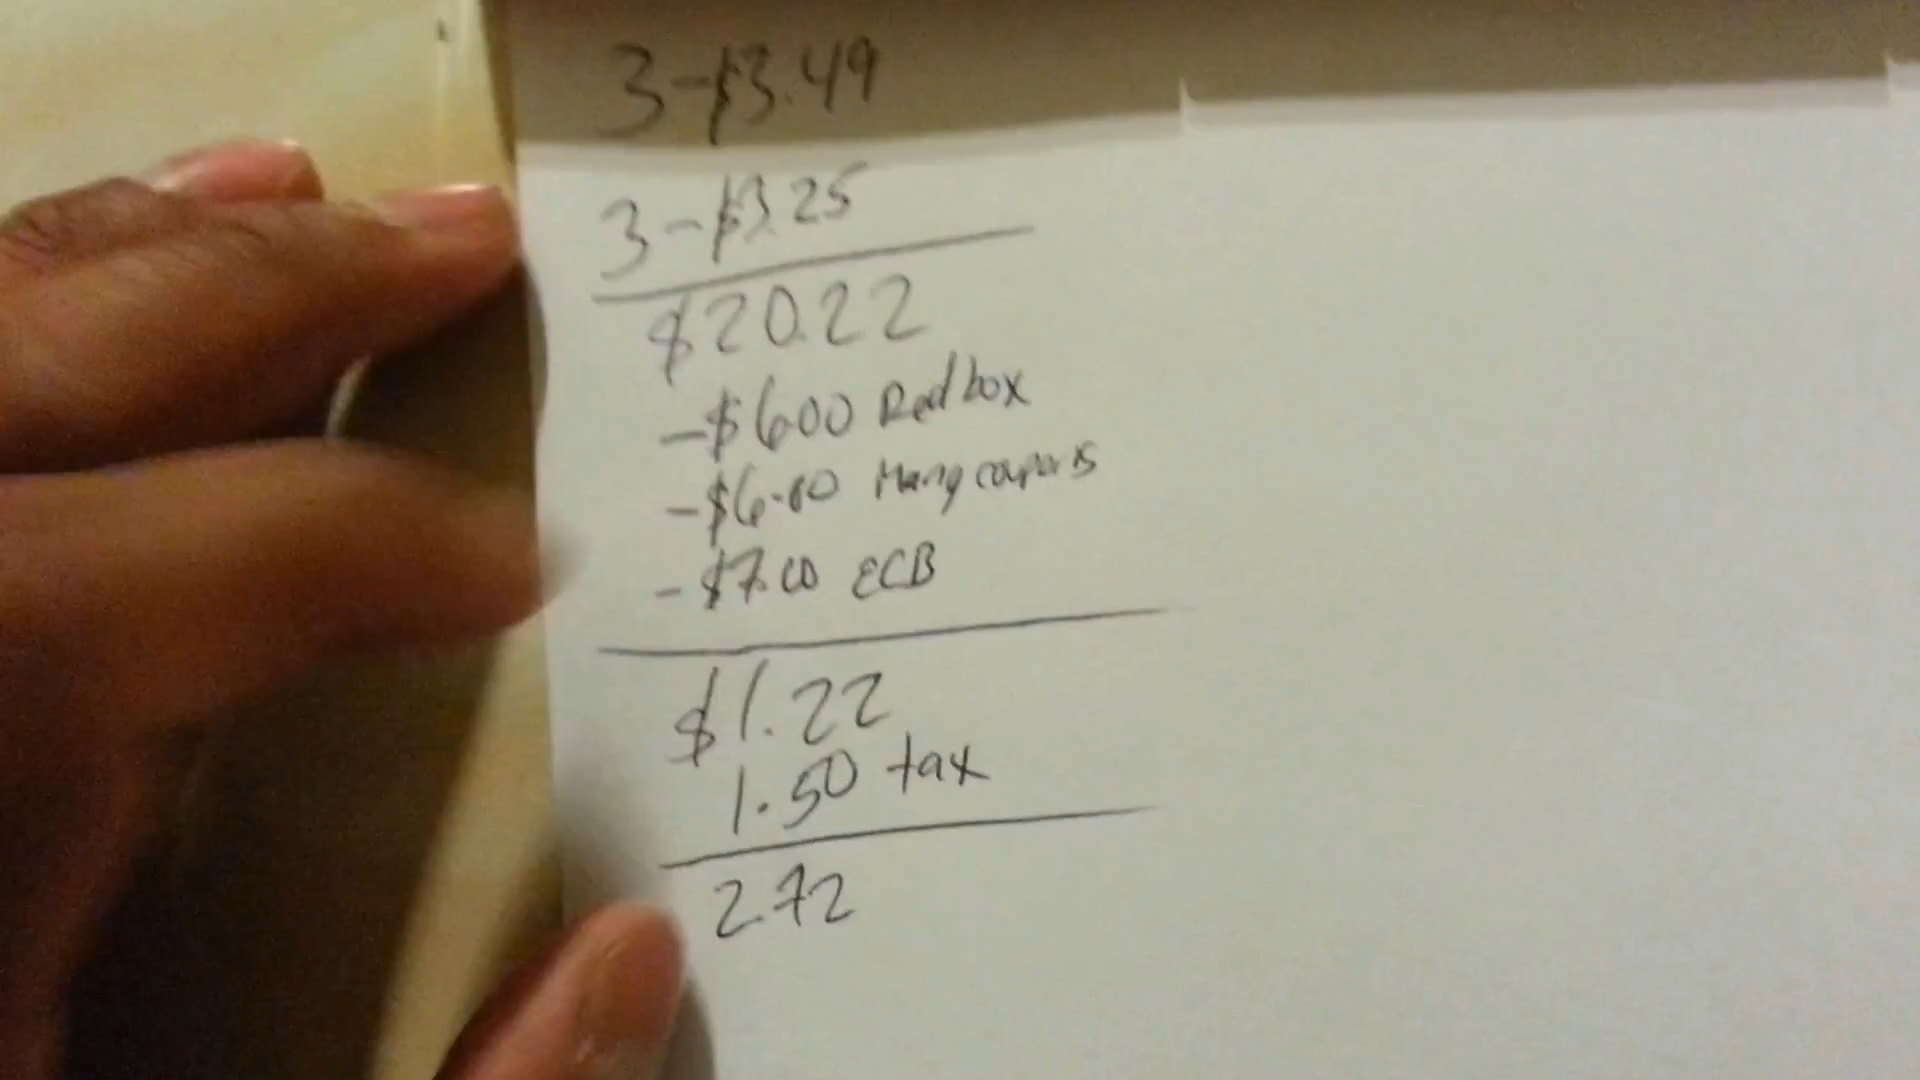 3-$3.49
3-$3.25
$20.22
-$6.00 Redbox
-$6.00 Manf coupons
-$7.00 ECB
$1.22
1.50 tax
2.72